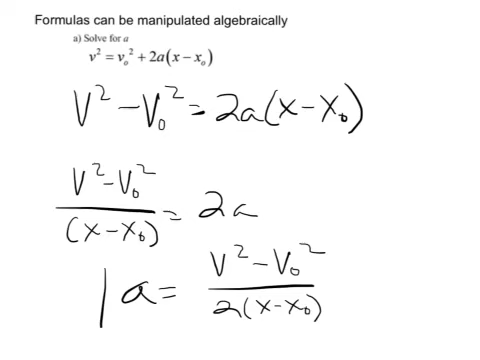 Formulas can be manipulated algebraically
a) Solve for a
v² = v₀² + 2a(x − x₀)
V² − V₀² = 2a(x − x₀)
(V² − V₀²)/(x − x₀) = 2a
a = (V² − V₀²)/(2(x − x₀))